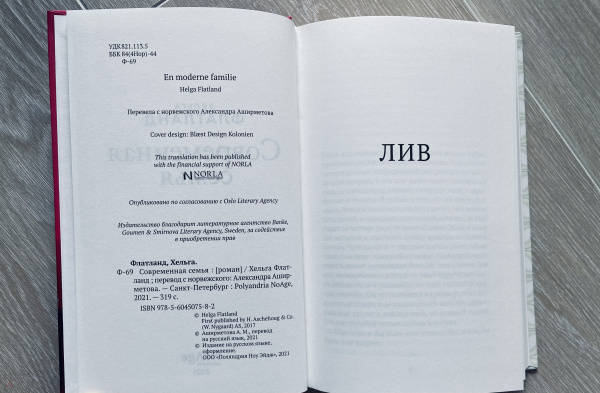 УДК 821.113.5
ББК 84(4Нор)-44
Ф-69
En moderne familie
Helga Flatland
Перевела с норвежского Александра Аширметова
Cover design: Blæst Design Kolonien
This translation has been published
with the financial support of NORLA
NORLA
Опубликовано по согласованию с Oslo Literary Agency
Издательство благодарит литературное агентство Banke,
Goumen & Smirnova Literary Agency, Sweden, за содействие
в приобретении прав
Флатланд, Хельга.
Ф-69 Современная семья : [роман] / Хельга Флат-
ланд ; перевод с норвежского: Александра Ашир-
метова. — Санкт-Петербург : Polyandria NoAge,
2021. — 319 с.
ISBN 978-5-6045075-8-2
© Helga Flatland
First published by H. Aschehoug & Co.
(W. Nygaard) AS, 2017
© Аширметова А. М., перевод
на русский язык, 2021
© Издание на русском языке,
оформление.
ООО «Поляндрия Ноу Эйдж», 2021
ЛИВ